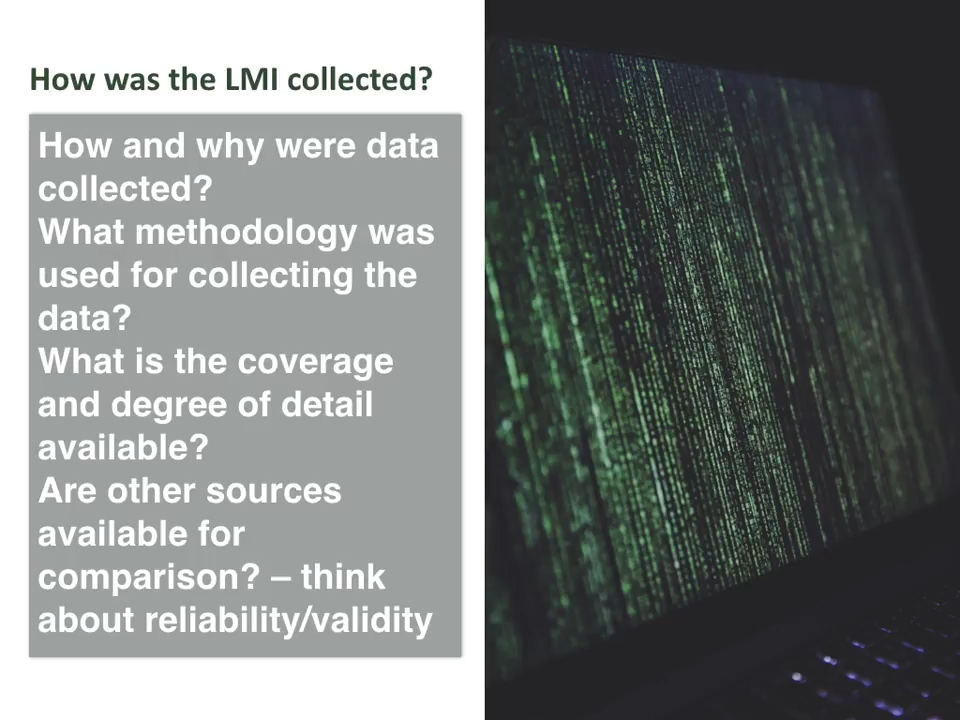 How was the LMI collected?
How and why were data
collected?
What methodology was
used for collecting the
data?
What is the coverage
and degree of detail
available?
Are other sources
available for
comparison? – think
about reliability/validity